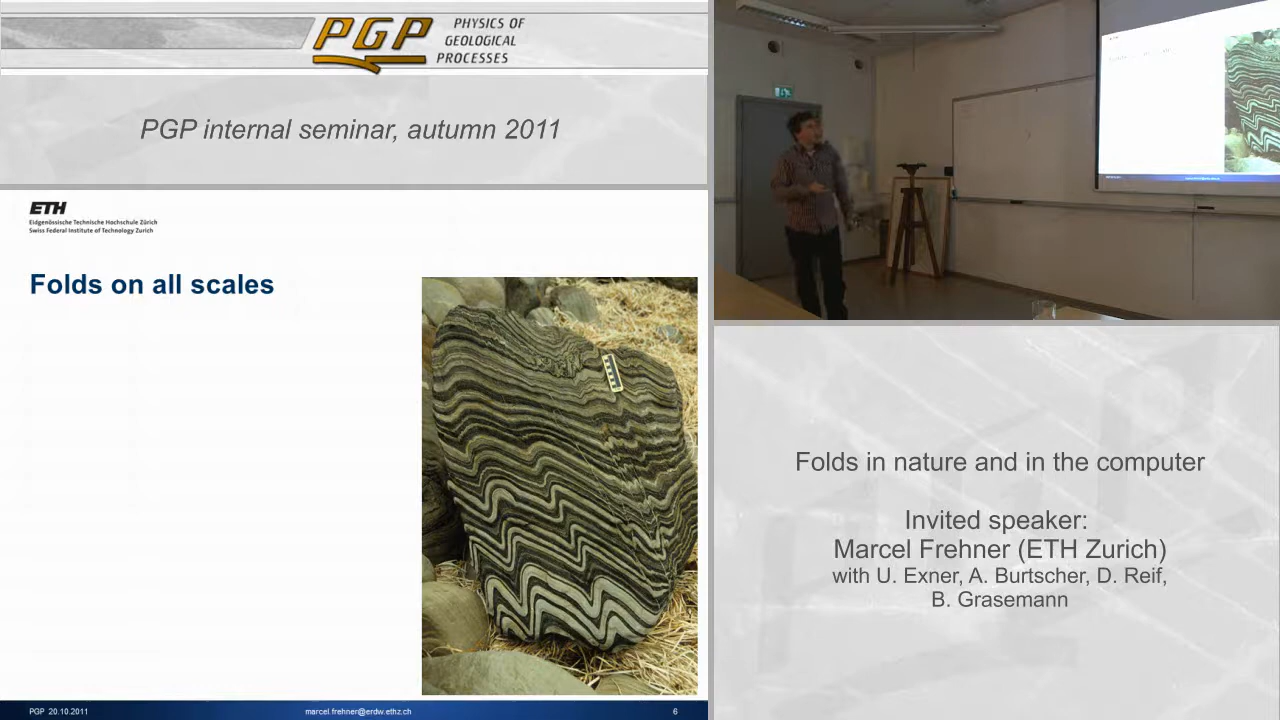 PGP
PHYSICS OF
GEOLOGICAL
PROCESSES
PGP internal seminar, autumn 2011
ETH
Eidgenössische Technische Hochschule Zürich
Swiss Federal Institute of Technology Zurich
Folds on all scales
PGP 20.10.2011
marcel.frehner@erdw.ethz.ch
6
Folds in nature and in the computer
Invited speaker:
Marcel Frehner (ETH Zurich)
with U. Exner, A. Burtscher, D. Reif,
B. Grasemann